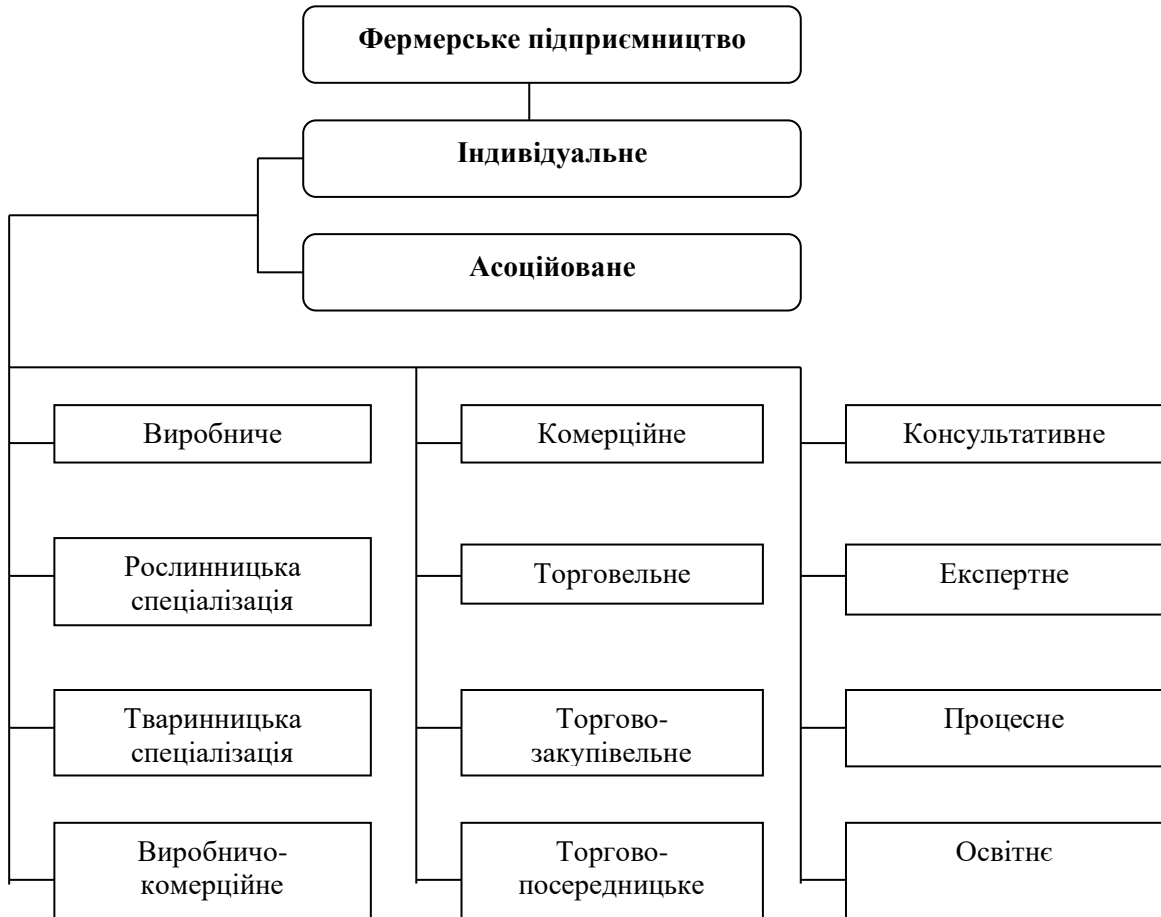 Фермерське підприємництво
Індивідуальне
Асоційоване
Виробниче
Комерційне
Консультативне
Рослинницька
спеціалізація
Торговельне
Експертне
Тваринницька
спеціалізація
Торгово-
закупівельне
Процесне
Виробничо-
комерційне
Торгово-
посередницьке
Освітнє